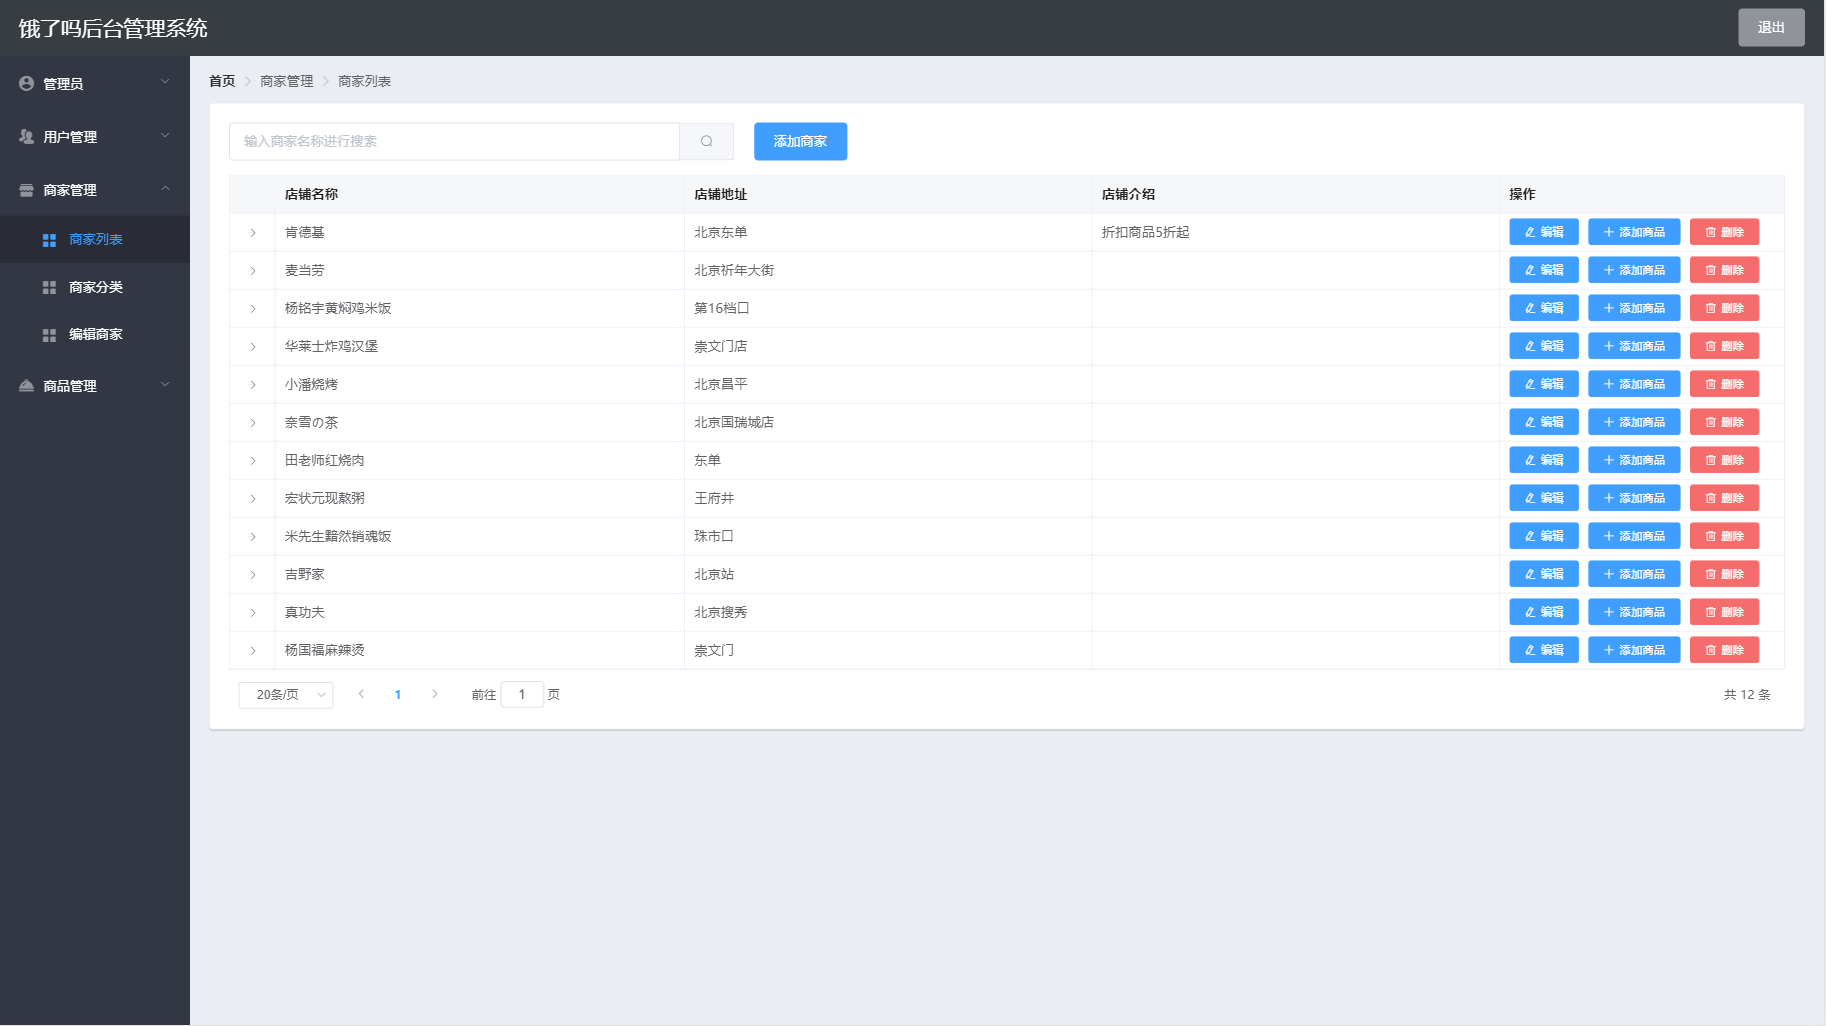 饿了吗后台管理系统
退出
管理员
用户管理
商家管理
商家列表
商家分类
编辑商家
商品管理
首页 商家管理 商家列表
输入商家名称进行搜索
添加商家
店铺名称 店铺地址 店铺介绍 操作
肯德基 北京东单 折扣商品5折起 编辑 添加商品 删除
麦当劳 北京祈年大街 编辑 添加商品 删除
杨铭宇黄焖鸡米饭 第16档口 编辑 添加商品 删除
华莱士炸鸡汉堡 崇文门店 编辑 添加商品 删除
小潘烧烤 北京昌平 编辑 添加商品 删除
奈雪の茶 北京国瑞城店 编辑 添加商品 删除
田老师红烧肉 东单 编辑 添加商品 删除
宏状元现熬粥 王府井 编辑 添加商品 删除
米先生黯然销魂饭 珠市口 编辑 添加商品 删除
吉野家 北京站 编辑 添加商品 删除
真功夫 北京搜秀 编辑 添加商品 删除
杨国福麻辣烫 崇文门 编辑 添加商品 删除
20条/页 1 前往 1 页 共 12 条